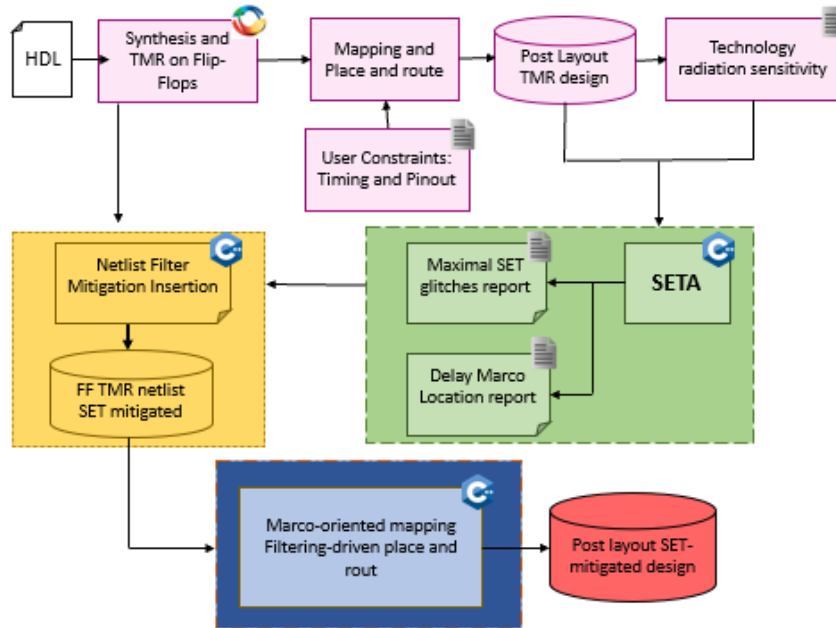 HDL
Synthesis and
TMR on Flip-
Flops
Mapping and
Place and route
Post Layout
TMR design
Technology
radiation sensitivity
User Constraints:
Timing and Pinout
Netlist Filter
Mitigation Insertion
FF TMR netlist
SET mitigated
Maximal SET
glitches report
SETA
Delay Marco
Location report
Marco-oriented mapping
Filtering-driven place and
rout
Post layout SET-
mitigated design
C++
C++
C++